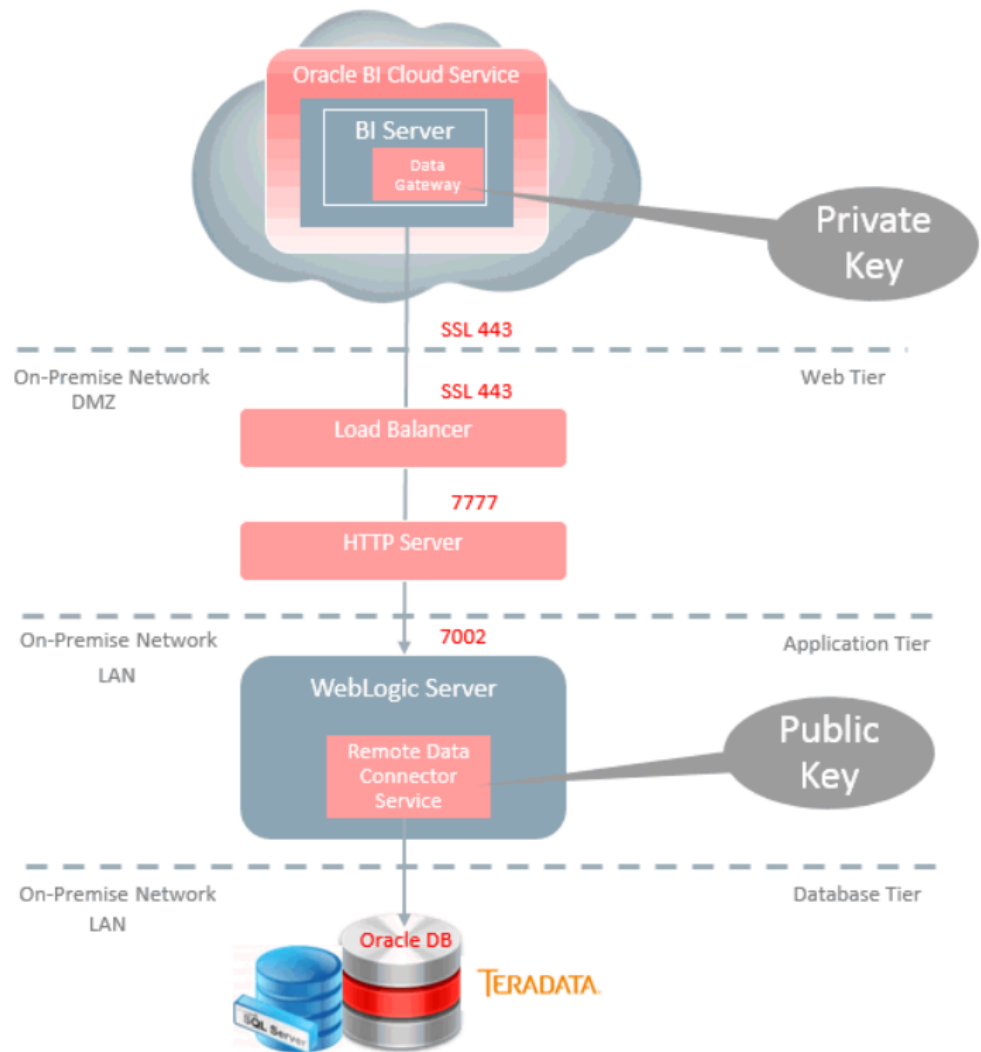 Oracle BI Cloud Service
BI Server
Data
Gateway
Private
Key
SSL 443
On-Premise Network
DMZ
Web Tier
SSL 443
Load Balancer
7777
HTTP Server
On-Premise Network
LAN
7002
Application Tier
WebLogic Server
Remote Data
Connector
Service
Public
Key
On-Premise Network
LAN
Database Tier
Oracle DB
SQL Server
TERADATA.